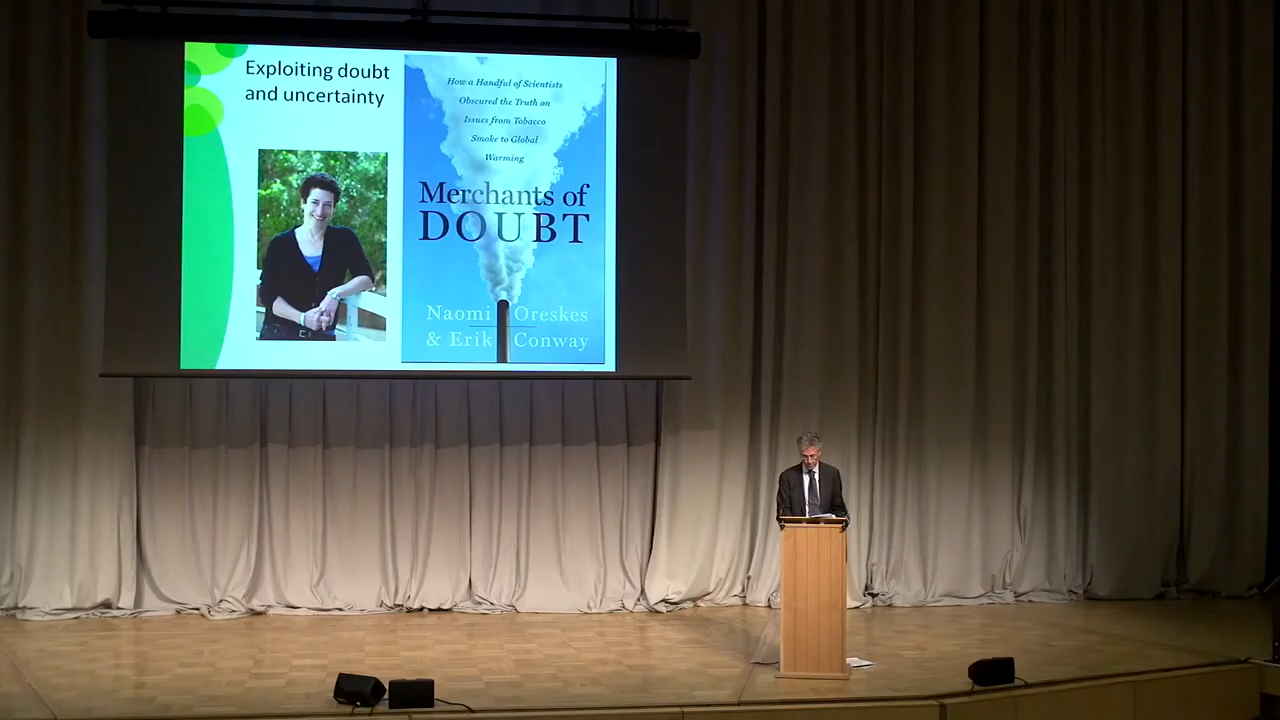 Exploiting doubt
and uncertainty
How a Handful of Scientists
Obscured the Truth on
Issues from Tobacco
Smoke to Global
Warming
Merchants of
DOUBT
Naomi Oreskes
& Erik Conway